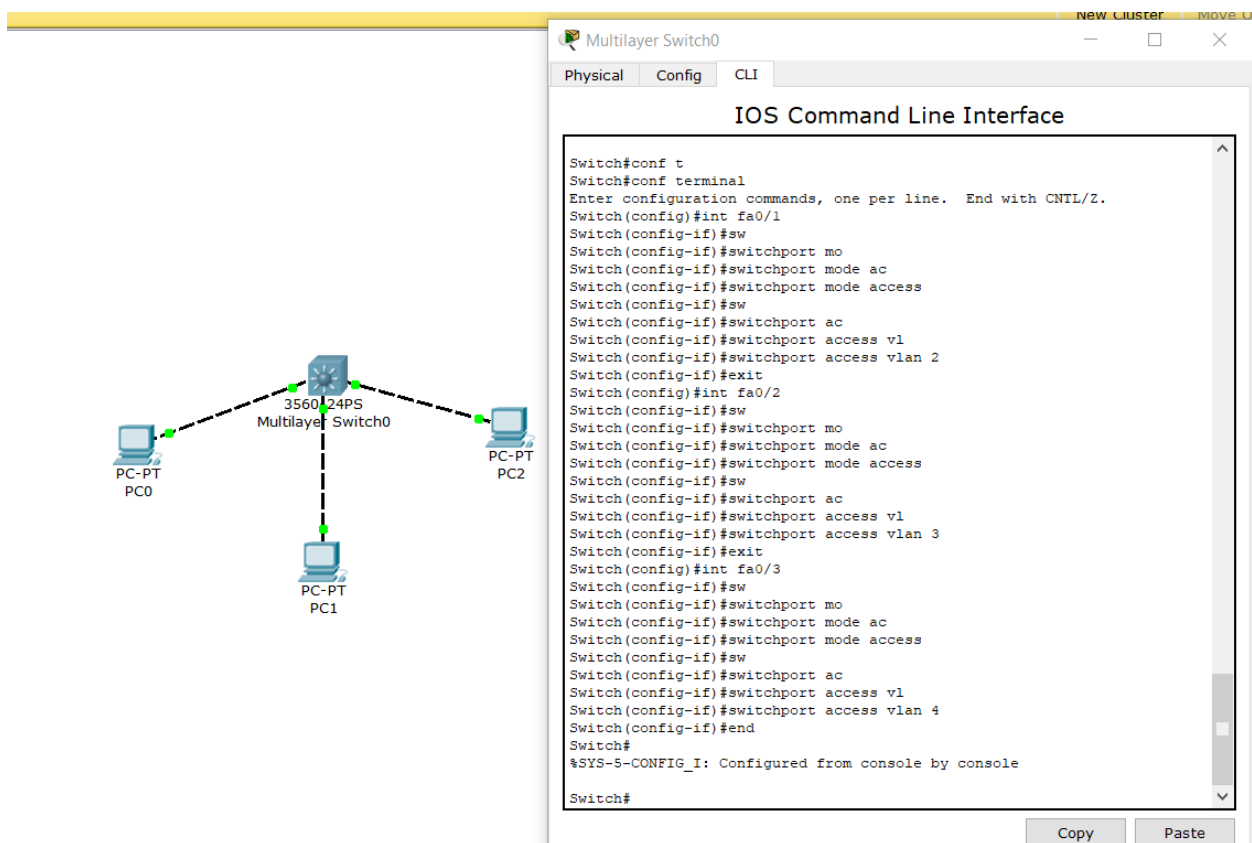 New Cluster Move O
Multilayer Switch0
Physical Config CLI
IOS Command Line Interface
Switch#conf t
Switch#conf terminal
Enter configuration commands, one per line.  End with CNTL/Z.
Switch(config)#int fa0/1
Switch(config-if)#sw
Switch(config-if)#switchport mo
Switch(config-if)#switchport mode ac
Switch(config-if)#switchport mode access
Switch(config-if)#sw
Switch(config-if)#switchport ac
Switch(config-if)#switchport access vl
Switch(config-if)#switchport access vlan 2
Switch(config-if)#exit
Switch(config)#int fa0/2
Switch(config-if)#sw
Switch(config-if)#switchport mo
Switch(config-if)#switchport mode ac
Switch(config-if)#switchport mode access
Switch(config-if)#sw
Switch(config-if)#switchport ac
Switch(config-if)#switchport access vl
Switch(config-if)#switchport access vlan 3
Switch(config-if)#exit
Switch(config)#int fa0/3
Switch(config-if)#sw
Switch(config-if)#switchport mo
Switch(config-if)#switchport mode ac
Switch(config-if)#switchport mode access
Switch(config-if)#sw
Switch(config-if)#switchport ac
Switch(config-if)#switchport access vl
Switch(config-if)#switchport access vlan 4
Switch(config-if)#end
Switch#
%SYS-5-CONFIG_I: Configured from console by console
Switch#
Copy Paste
3560-24PS
Multilayer Switch0
PC-PT
PC0
PC-PT
PC1
PC-PT
PC2